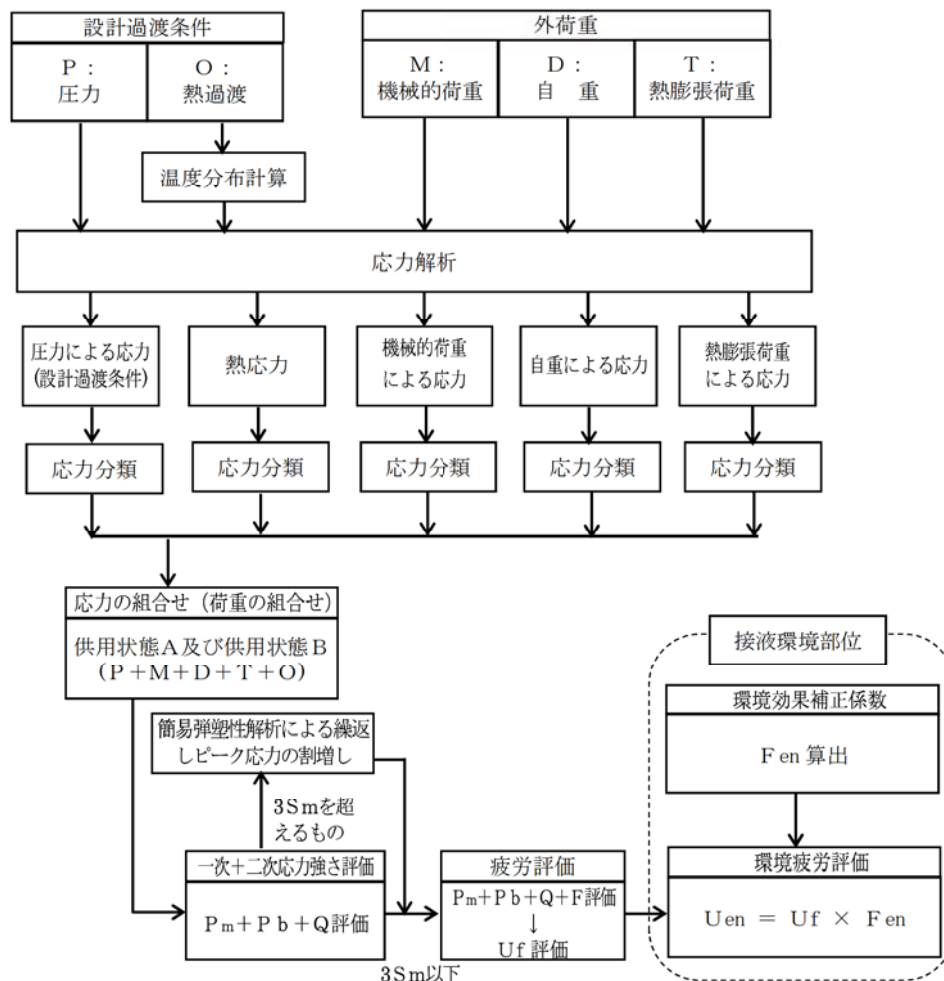 設計過渡条件
P：
圧力
O：
熱過渡
外荷重
M：
機械的荷重
D：
自 重
T：
熱膨張荷重
温度分布計算
応力解析
圧力による応力
(設計過渡条件)
熱応力
機械的荷重
による応力
自重による応力
熱膨張荷重
による応力
応力分類
応力分類
応力分類
応力分類
応力分類
応力の組合せ（荷重の組合せ）
供用状態A及び供用状態B
(P+M+D+T+O)
簡易弾塑性解析による繰返
しピーク応力の割増し
3Smを超
えるもの
一次＋二次応力強さ評価
Pm+Pb+Q評価
3Sm以下
疲労評価
Pm+Pb+Q+F評価
↓
Uf評価
接液環境部位
環境効果補正係数
Fen算出
環境疲労評価
Uen = Uf × Fen